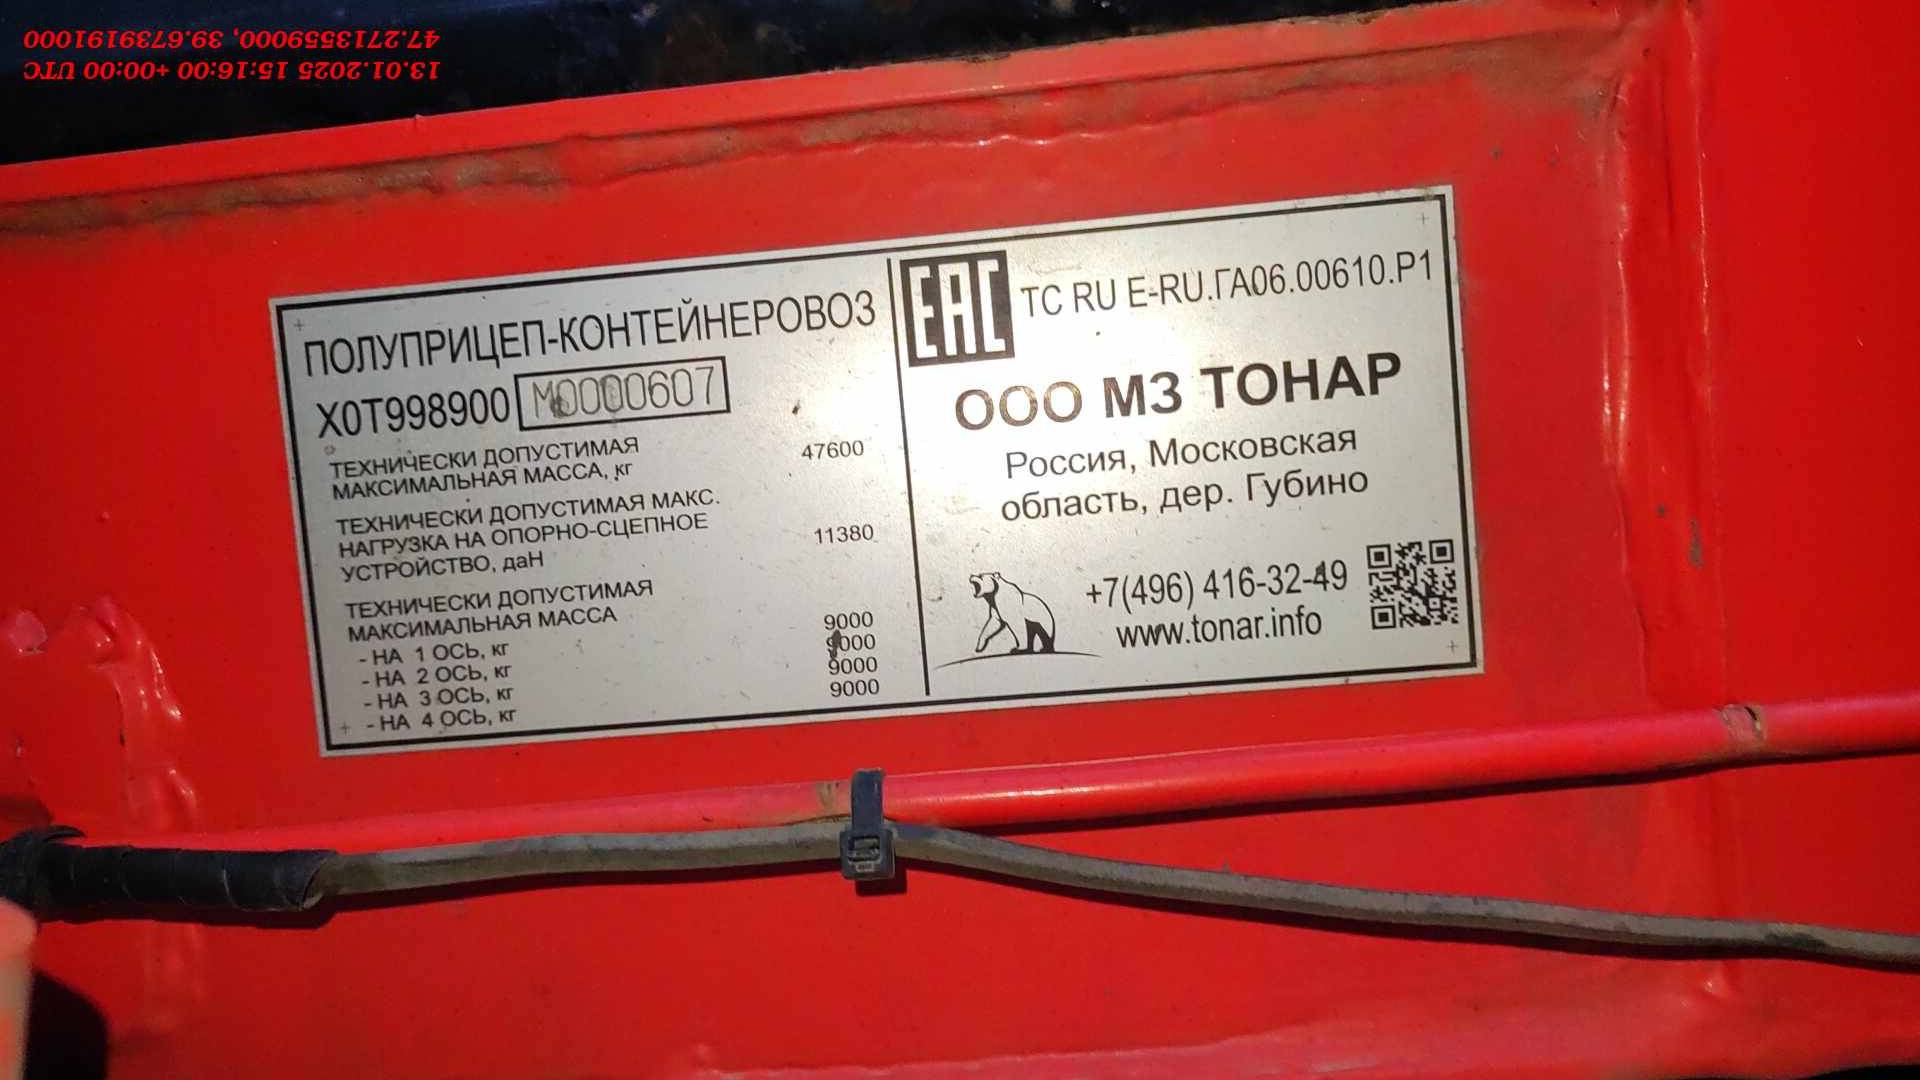 13.01.2025 15:16:00 +00:00 UTC
47.2713559000, 39.6739191000
ПОЛУПРИЦЕП-КОНТЕЙНЕРОВОЗ
X0T998900 M0000607
ТЕХНИЧЕСКИ ДОПУСТИМАЯ
МАКСИМАЛЬНАЯ МАССА, кг 47600
ТЕХНИЧЕСКИ ДОПУСТИМАЯ МАКС.
НАГРУЗКА НА ОПОРНО-СЦЕПНОЕ
УСТРОЙСТВО, даН 11380
ТЕХНИЧЕСКИ ДОПУСТИМАЯ
МАКСИМАЛЬНАЯ МАССА
- НА 1 ОСЬ, кг 9000
- НА 2 ОСЬ, кг 9000
- НА 3 ОСЬ, кг 9000
- НА 4 ОСЬ, кг 9000
EAC TC RU E-RU.ГА06.00610.P1
ООО МЗ ТОНАР
Россия, Московская
область, дер. Губино
+7(496) 416-32-49
www.tonar.info